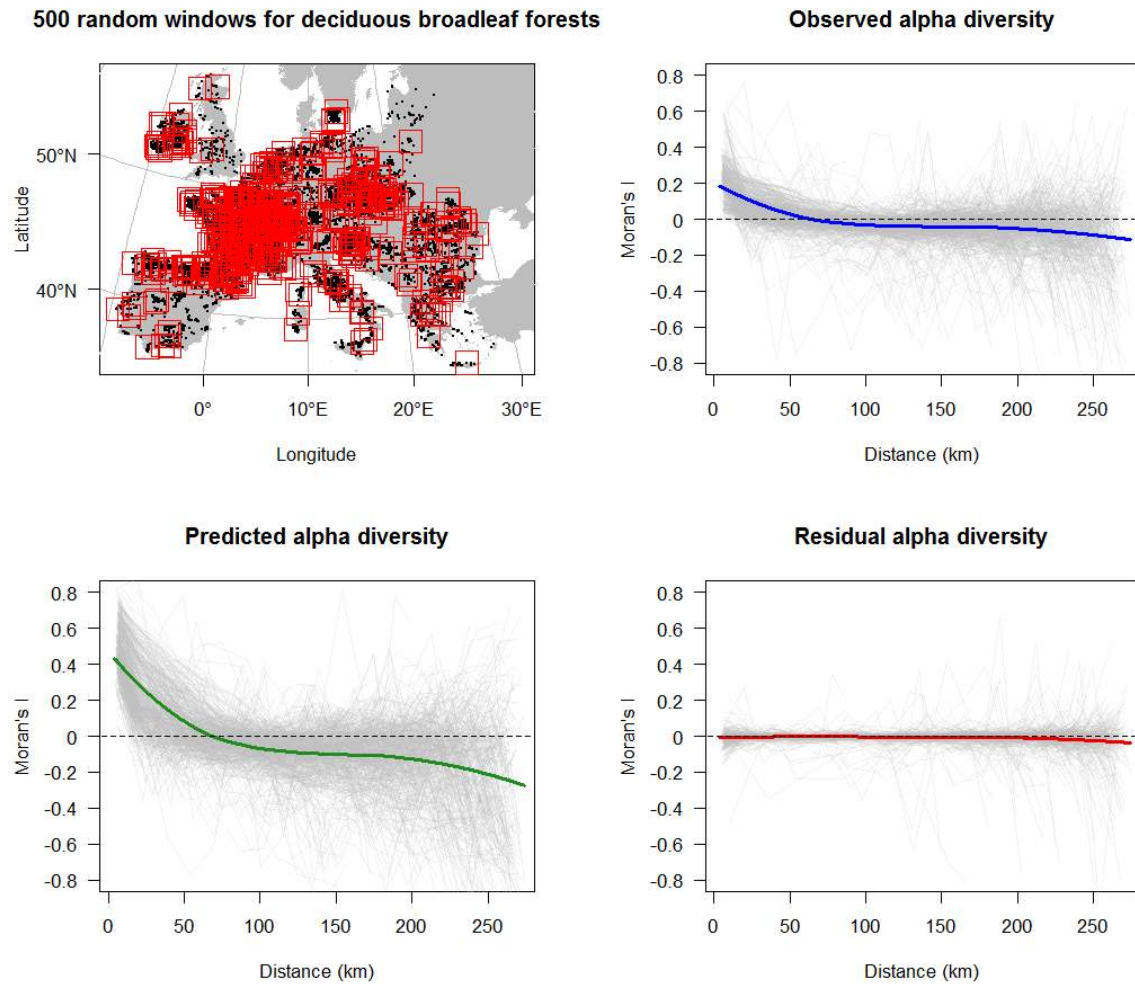 500 random windows for deciduous broadleaf forests
50°N
40°N
Latitude
0°
10°E
20°E
30°E
Longitude
Observed alpha diversity
0.8
0.6
0.4
0.2
0
-0.2
-0.4
-0.6
-0.8
Moran's I
0
50
100
150
200
250
Distance (km)
Predicted alpha diversity
0.8
0.6
0.4
0.2
0
-0.2
-0.4
-0.6
-0.8
Moran's I
0
50
100
150
200
250
Distance (km)
Residual alpha diversity
0.8
0.6
0.4
0.2
0
-0.2
-0.4
-0.6
-0.8
Moran's I
0
50
100
150
200
250
Distance (km)